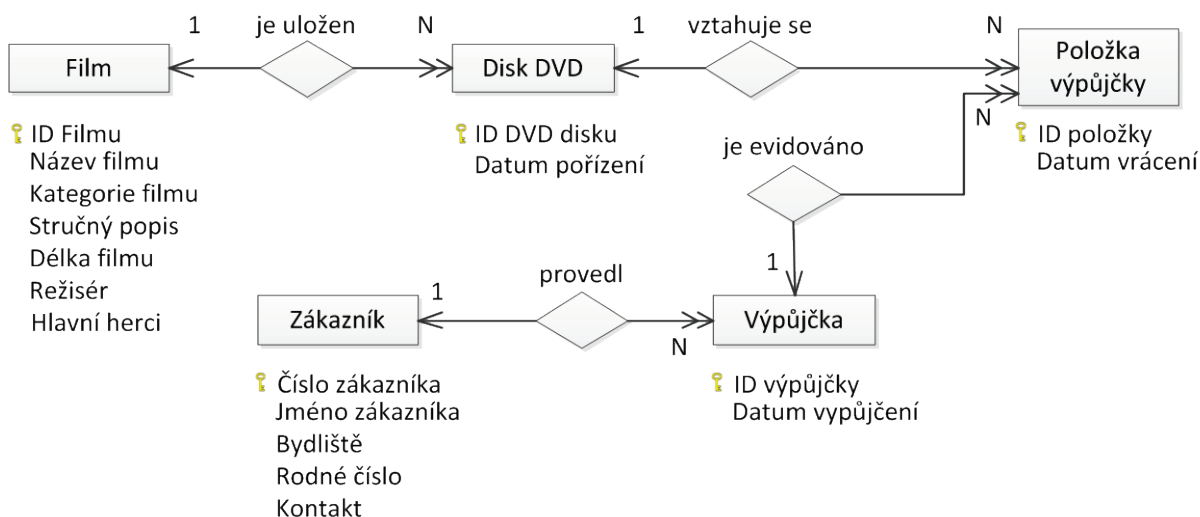 1
je uložen
N
1
vztahuje se
N
Film
Disk DVD
Položka
výpůjčky
ID Filmu
Název filmu
Kategorie filmu
Stručný popis
Délka filmu
Režisér
Hlavní herci
ID DVD disku
Datum pořízení
N
ID položky
Datum vrácení
je evidováno
1
provedl
1
N
Zákazník
Výpůjčka
Číslo zákazníka
Jméno zákazníka
Bydliště
Rodné číslo
Kontakt
ID výpůjčky
Datum vypůjčení